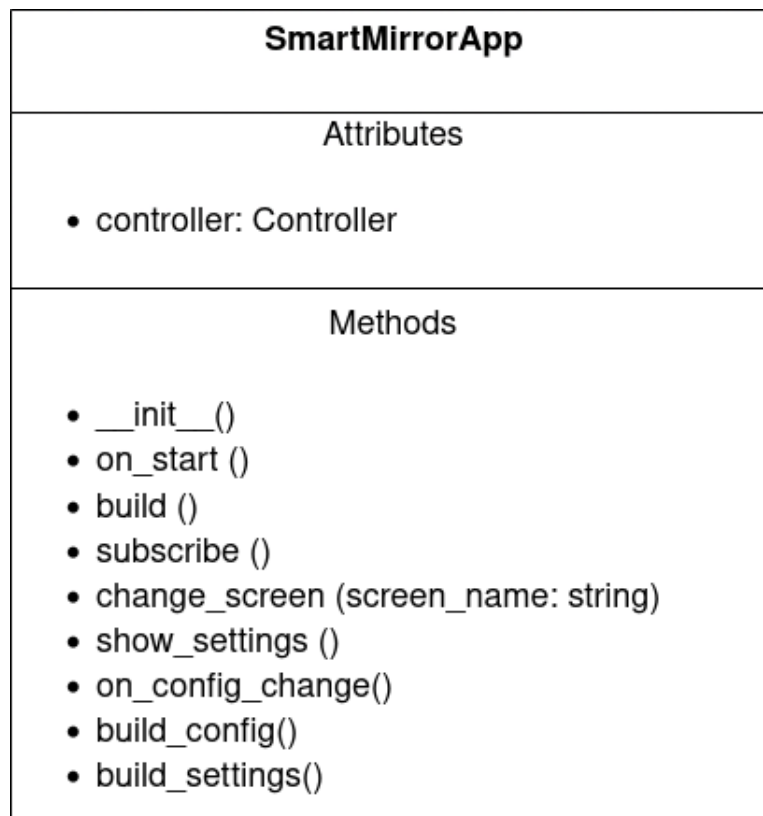 SmartMirrorApp
Attributes
• controller: Controller
Methods
• __init__()
• on_start ()
• build ()
• subscribe ()
• change_screen (screen_name: string)
• show_settings ()
• on_config_change()
• build_config()
• build_settings()